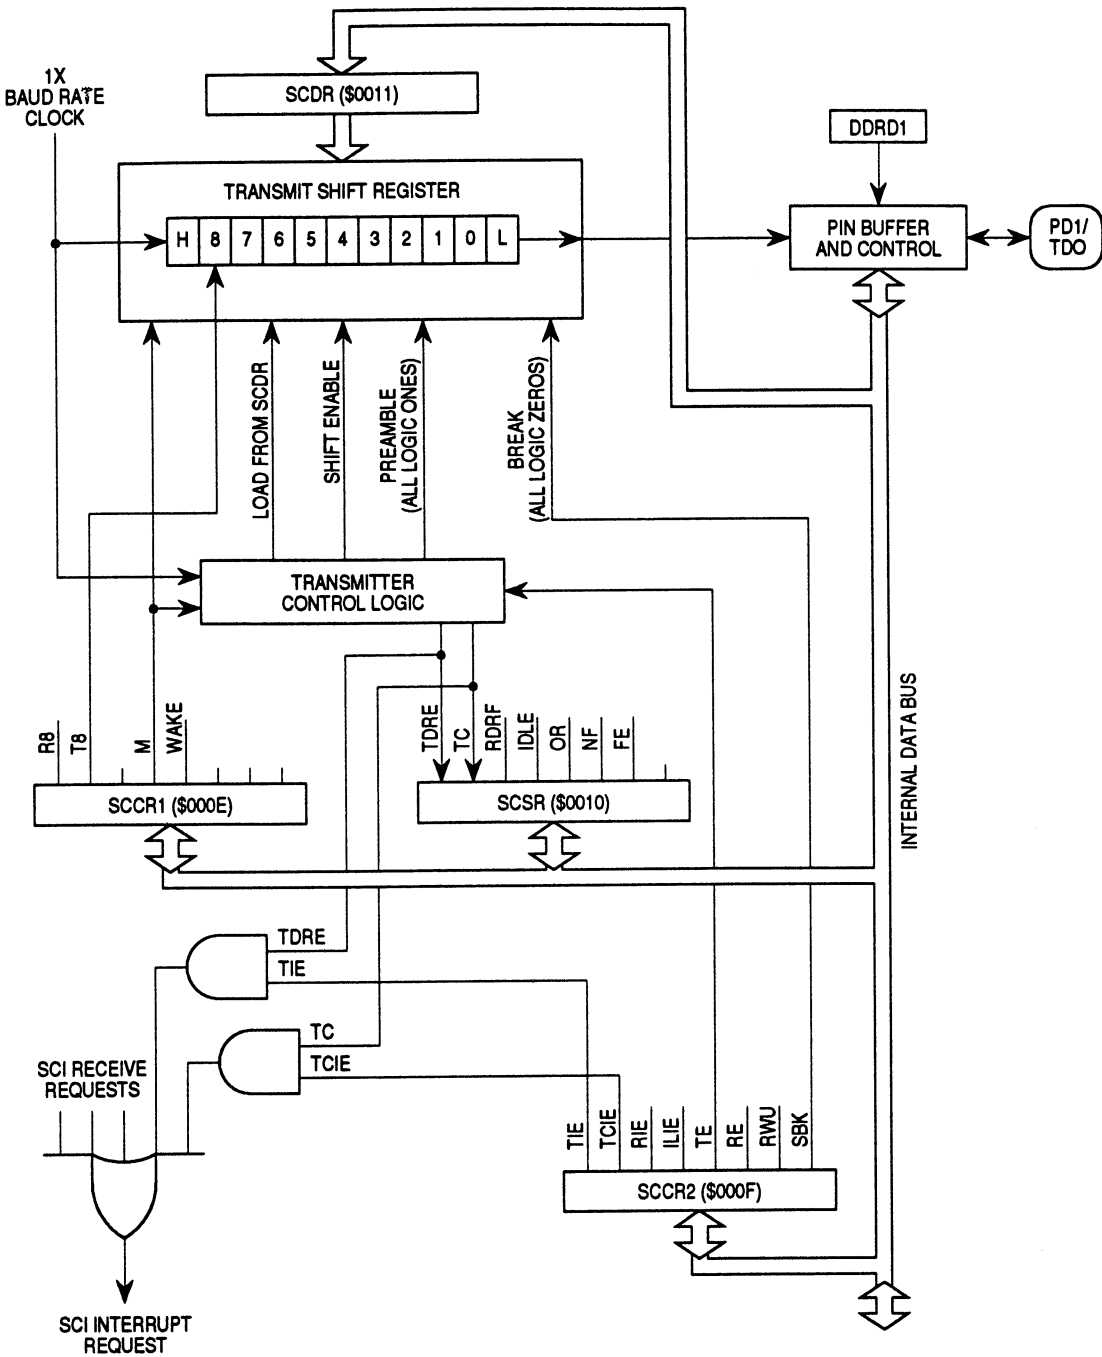 1X
BAUD RATE
CLOCK
SCDR ($0011)
DDRD1
TRANSMIT SHIFT REGISTER
H 8 7 6 5 4 3 2 1 0 L
PIN BUFFER
AND CONTROL
PD1/
TDO
LOAD FROM SCDR
SHIFT ENABLE
PREAMBLE
(ALL LOGIC ONES)
BREAK
(ALL LOGIC ZEROS)
TRANSMITTER
CONTROL LOGIC
R8
T8
M
WAKE
SCCR1 ($000E)
TDRE
TC
RDRF
IDLE
OR
NF
FE
SCSR ($0010)
INTERNAL DATA BUS
TDRE
TIE
TC
TCIE
SCI RECEIVE
REQUESTS
TIE
TCIE
RIE
ILIE
TE
RE
RWU
SBK
SCCR2 ($000F)
SCI INTERRUPT
REQUEST